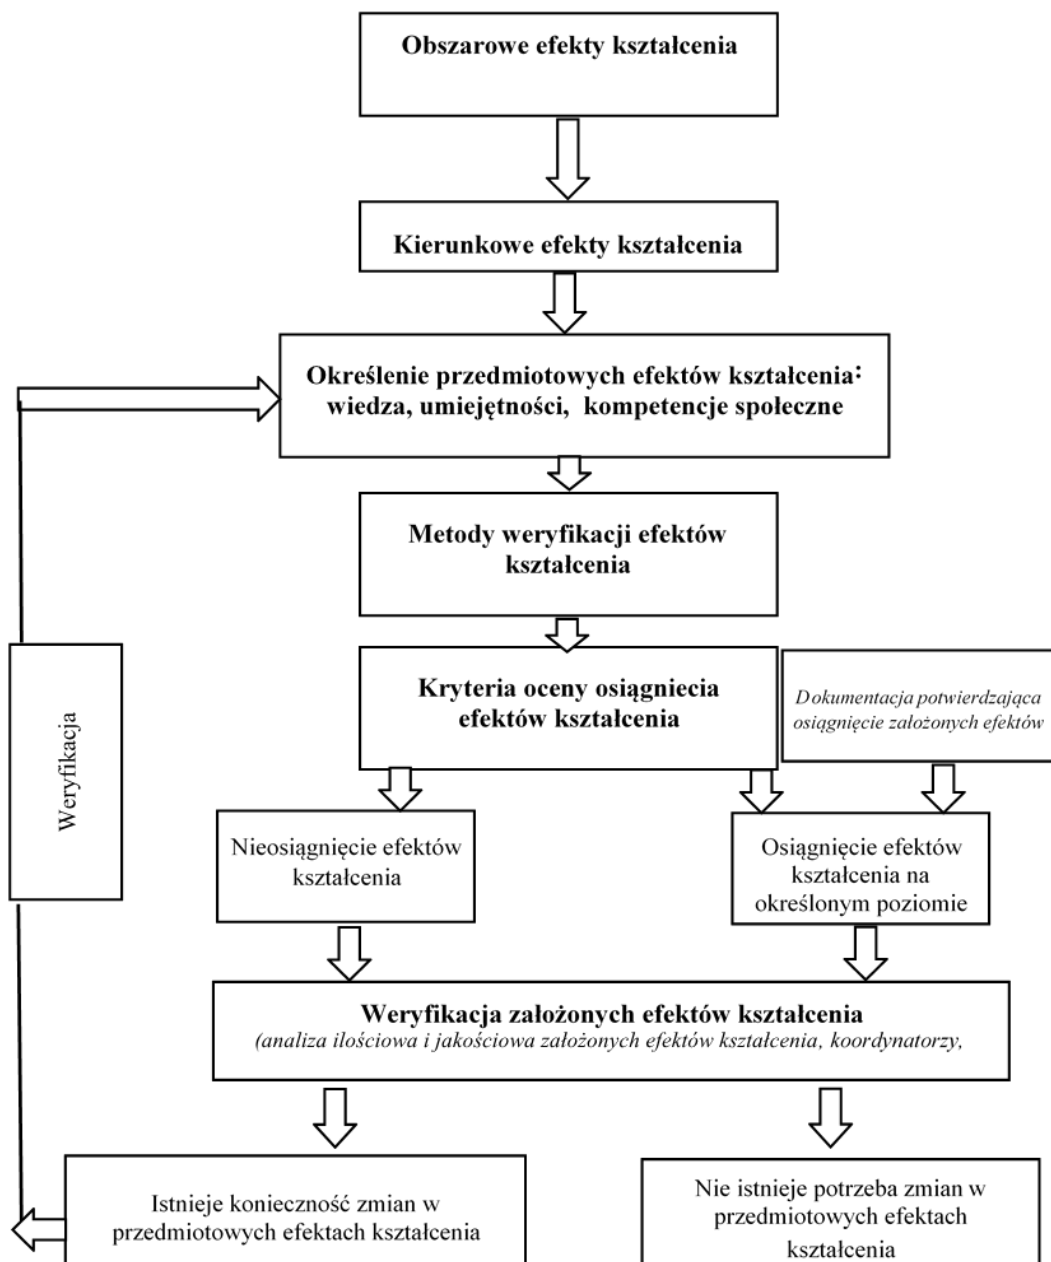 Obszarowe efekty kształcenia
Kierunkowe efekty kształcenia
Określenie przedmiotowych efektów kształcenia:
wiedza, umiejętności, kompetencje społeczne
Metody weryfikacji efektów
kształcenia
Kryteria oceny osiągniecia
efektów kształcenia
Dokumentacja potwierdzająca
osiągnięcie założonych efektów
Weryfikacja
Nieosiągnięcie efektów
kształcenia
Osiągnięcie efektów
kształcenia na
określonym poziomie
Weryfikacja założonych efektów kształcenia
(analiza ilościowa i jakościowa założonych efektów kształcenia, koordynatorzy,
Istnieje konieczność zmian w
przedmiotowych efektach kształcenia
Nie istnieje potrzeba zmian w
przedmiotowych efektach
kształcenia